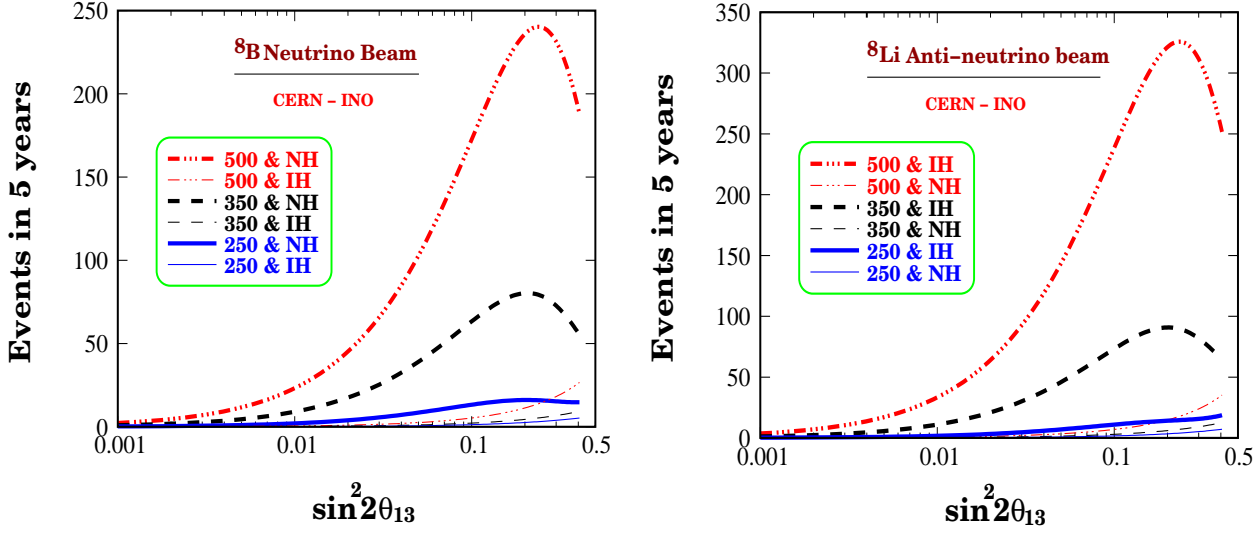 Events in 5 years
250
200
150
100
50
0
⁸B Neutrino Beam
CERN – INO
500 & NH
500 & IH
350 & NH
350 & IH
250 & NH
250 & IH
0.001 0.01 0.1 0.5
sin²2θ₁₃
Events in 5 years
350
300
250
200
150
100
50
0
⁸Li Anti–neutrino beam
CERN – INO
500 & IH
500 & NH
350 & IH
350 & NH
250 & IH
250 & NH
0.001 0.01 0.1 0.5
sin²2θ₁₃